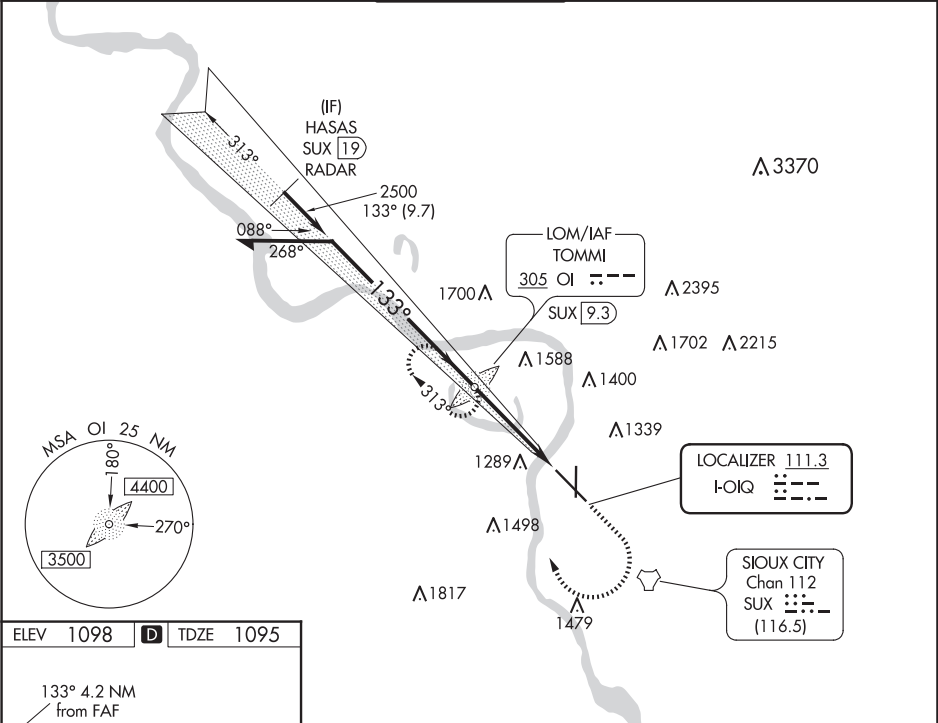 (IF)
HASAS
SUX 19
RADAR
313°
2500
133° (9.7)
088°
268°
3370
LOM/IAF
TOMMI
305 OI
SUX 9.3
1700
2395
133°
1588
1702
2215
1400
313°
1339
1289
LOCALIZER 111.3
I-OIQ
MSA OI 25 NM
180°
4400
270°
3500
1498
SIOUX CITY
Chan 112
SUX
(116.5)
1817
1479
ELEV 1098 D TDZE 1095
133° 4.2 NM
from FAF